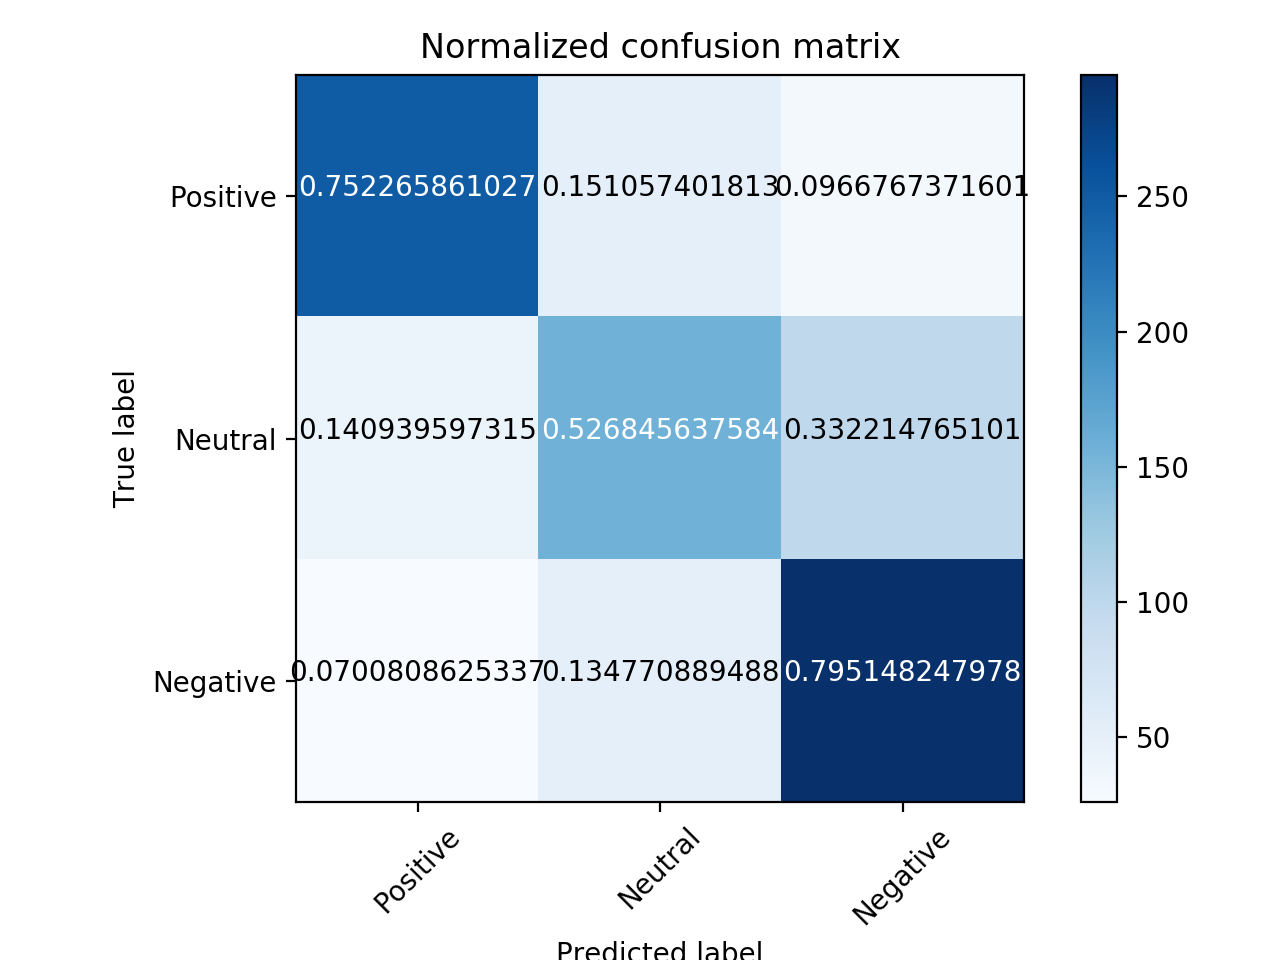 Normalized confusion matrix
Positive 0.752265861027 0.151057401813 0.0966767371601
Neutral 0.140939597315 0.526845637584 0.332214765101
Negative 0.0700808625337 0.134770889488 0.795148247978
True label
Positive Neutral Negative
Predicted label
250
200
150
100
50